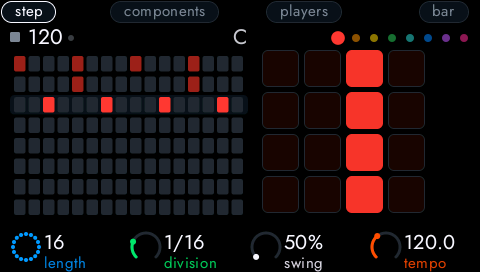 step components players bar
120 C
16 1/16 50% 120.0
length division swing tempo